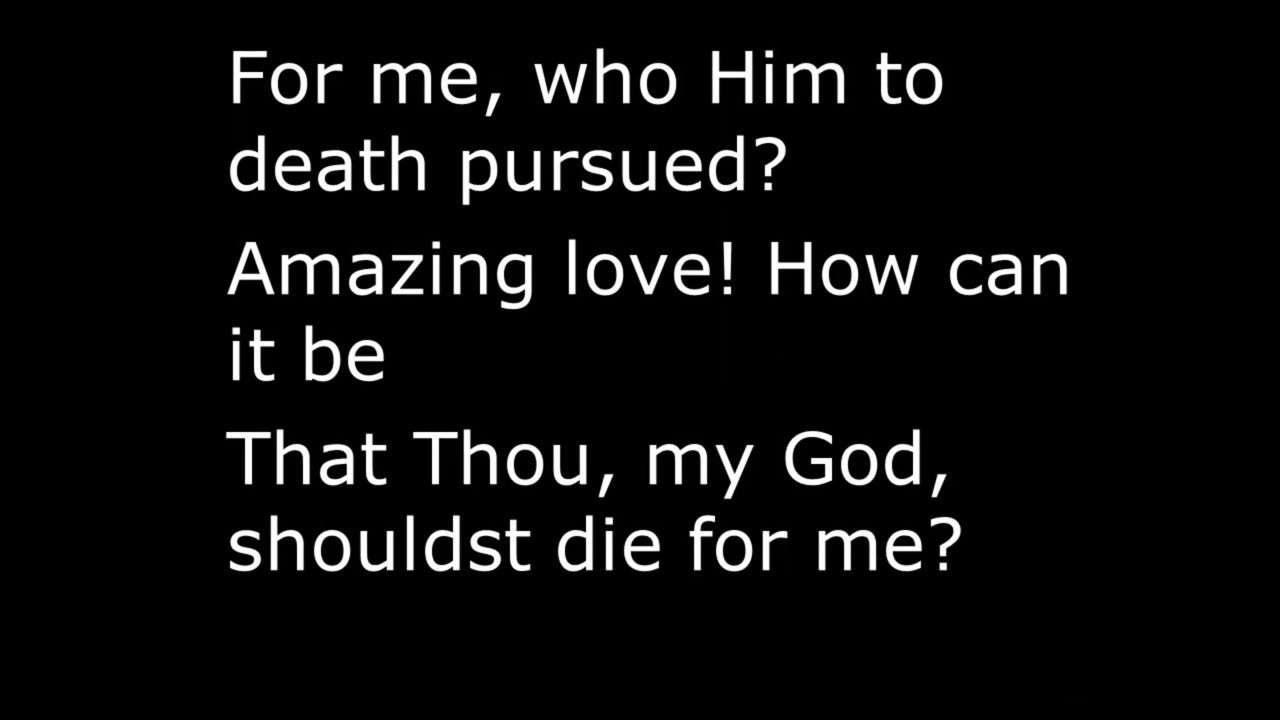 For me, who Him to
death pursued?
Amazing love! How can
it be
That Thou, my God,
shouldst die for me?